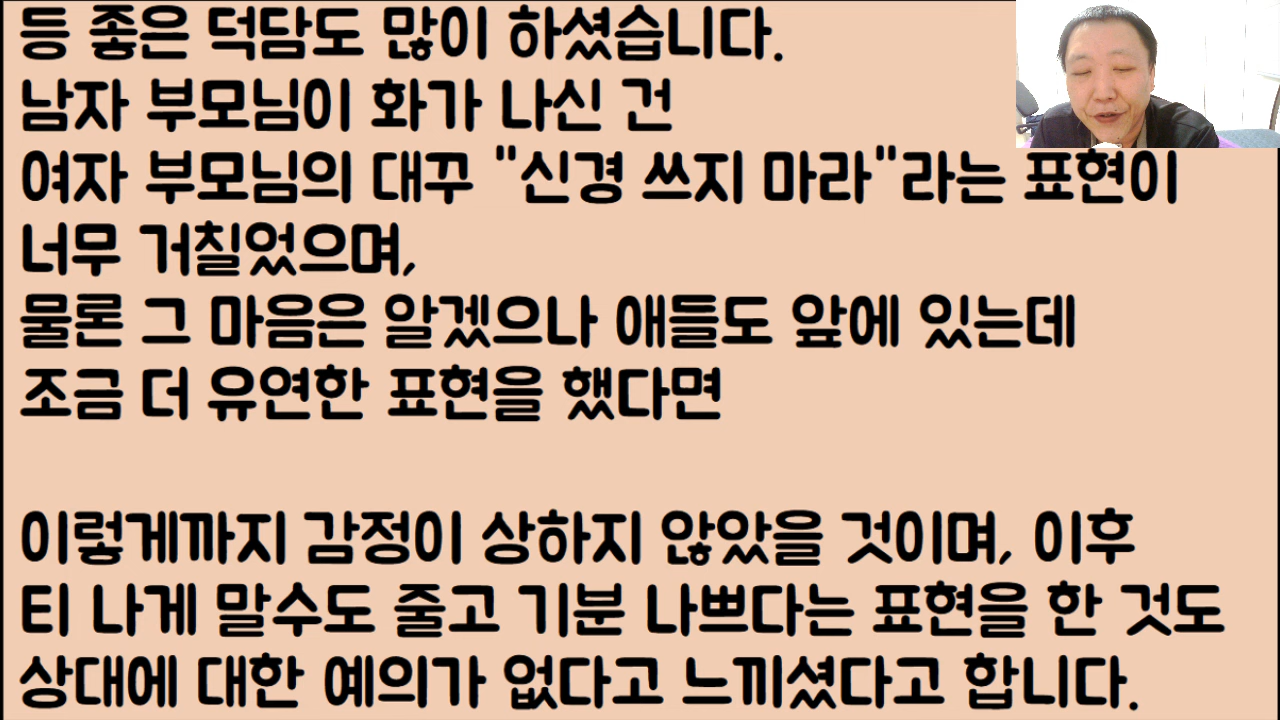 등 좋은 덕담도 많이 하셨습니다.
남자 부모님이 화가 나신 건
여자 부모님의 대꾸 "신경 쓰지 마라"라는 표현이
너무 거칠었으며,
물론 그 마음은 알겠으나 애들도 앞에 있는데
조금 더 유연한 표현을 했다면
이렇게까지 감정이 상하지 않았을 것이며, 이후
티 나게 말수도 줄고 기분 나쁘다는 표현을 한 것도
상대에 대한 예의가 없다고 느끼셨다고 합니다.